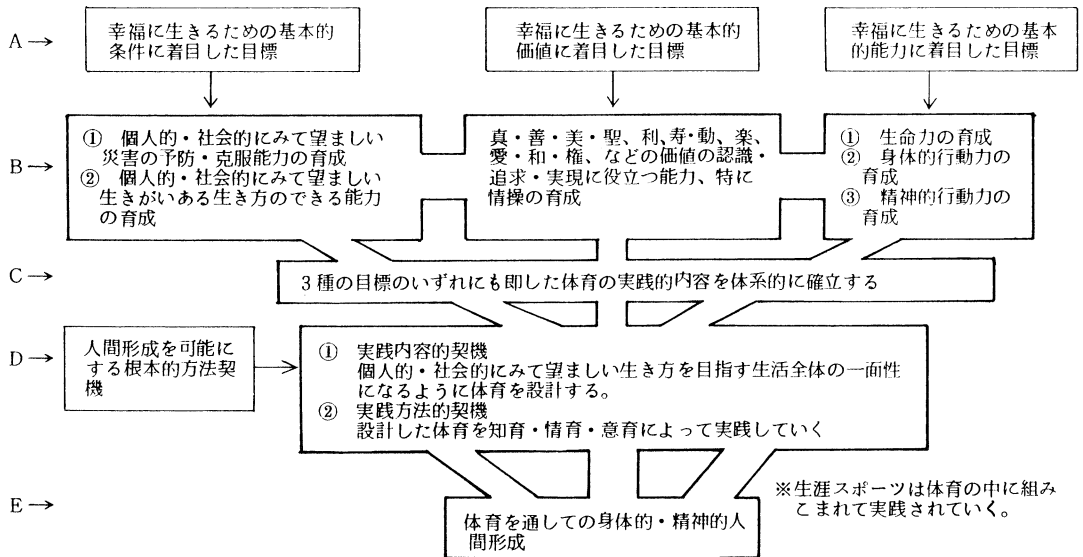 A→
幸福に生きるための基本的
条件に着目した目標
幸福に生きるための基本的
価値に着目した目標
幸福に生きるための基本
的能力に着目した目標
B→
① 個人的・社会的にみて望ましい
災害の予防・克服能力の育成
② 個人的・社会的にみて望ましい
生きがいある生き方のできる能力
の育成
真・善・美・聖、利、寿・動、楽、
愛・和・権、などの価値の認識・
追求・実現に役立つ能力、特に
情操の育成
① 生命力の育成
② 身体的行動力の
育成
③ 精神的行動力の
育成
C→
3種の目標のいずれにも即した体育の実践的内容を体系的に確立する
D→
人間形成を可能に
する根本的方法契
機
① 実践内容的契機
個人的・社会的にみて望ましい生き方を目指す生活全体の一面性
になるように体育を設計する。
② 実践方法的契機
設計した体育を知育・情育・意育によって実践していく
E→
体育を通しての身体的・精神的人
間形成
※生涯スポーツは体育の中に組み
こまれて実践されていく。